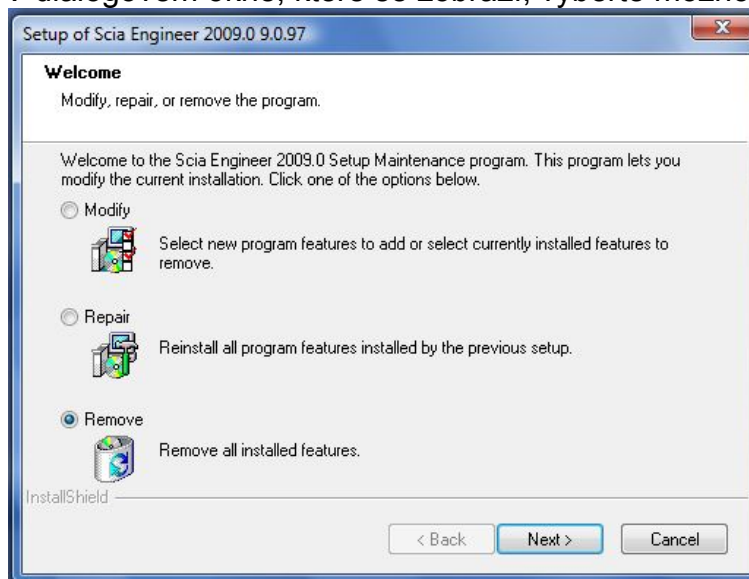 dialogovém okně, které se zobrazí, vyberte
Setup of Scia Engineer 2009.0 9.0.97
Welcome
Modify, repair, or remove the program.
Welcome to the Scia Engineer 2009.0 Setup Maintenance program. This program lets you
modify the current installation. Click one of the options below.
Modify
Select new program features to add or select currently installed features to
remove.
Repair
Reinstall all program features installed by the previous setup.
Remove
Remove all installed features.
InstallShield
< Back Next > Cancel